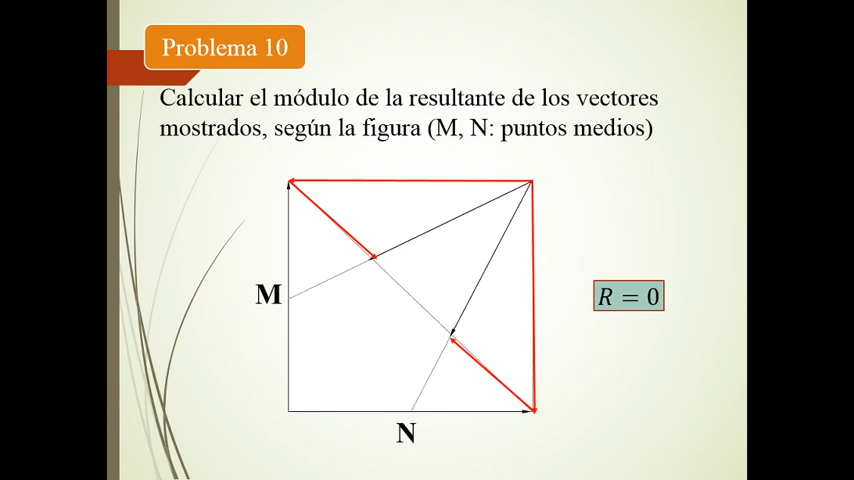 Problema 10
Calcular el módulo de la resultante de los vectores
mostrados, según la figura (M, N: puntos medios)
M
R = 0
N